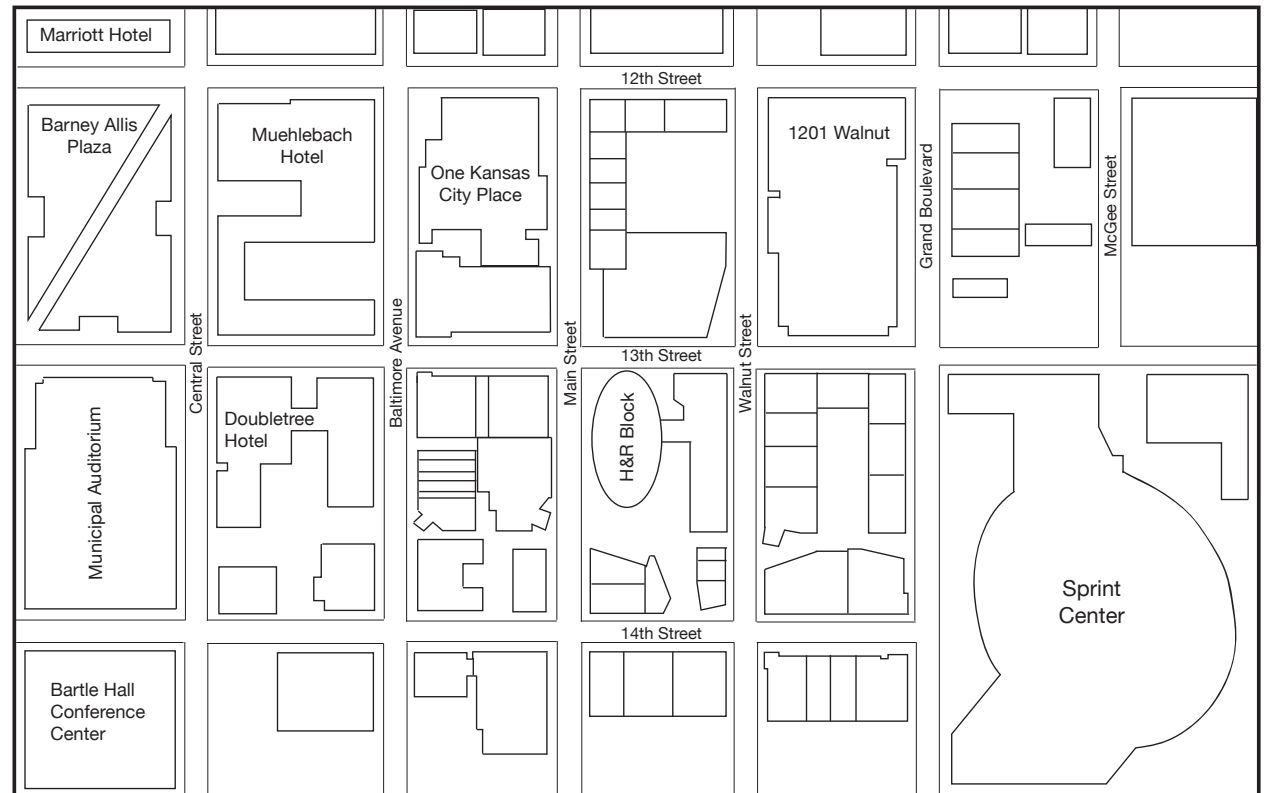 Marriott Hotel
12th Street
Barney Allis
Plaza
Muehlebach
Hotel
One Kansas
City Place
1201 Walnut
Grand Boulevard
McGee Street
Central Street
Baltimore Avenue
Main Street
13th Street
Walnut Street
Municipal Auditorium
Doubletree
Hotel
H&R Block
Sprint
Center
14th Street
Bartle Hall
Conference
Center